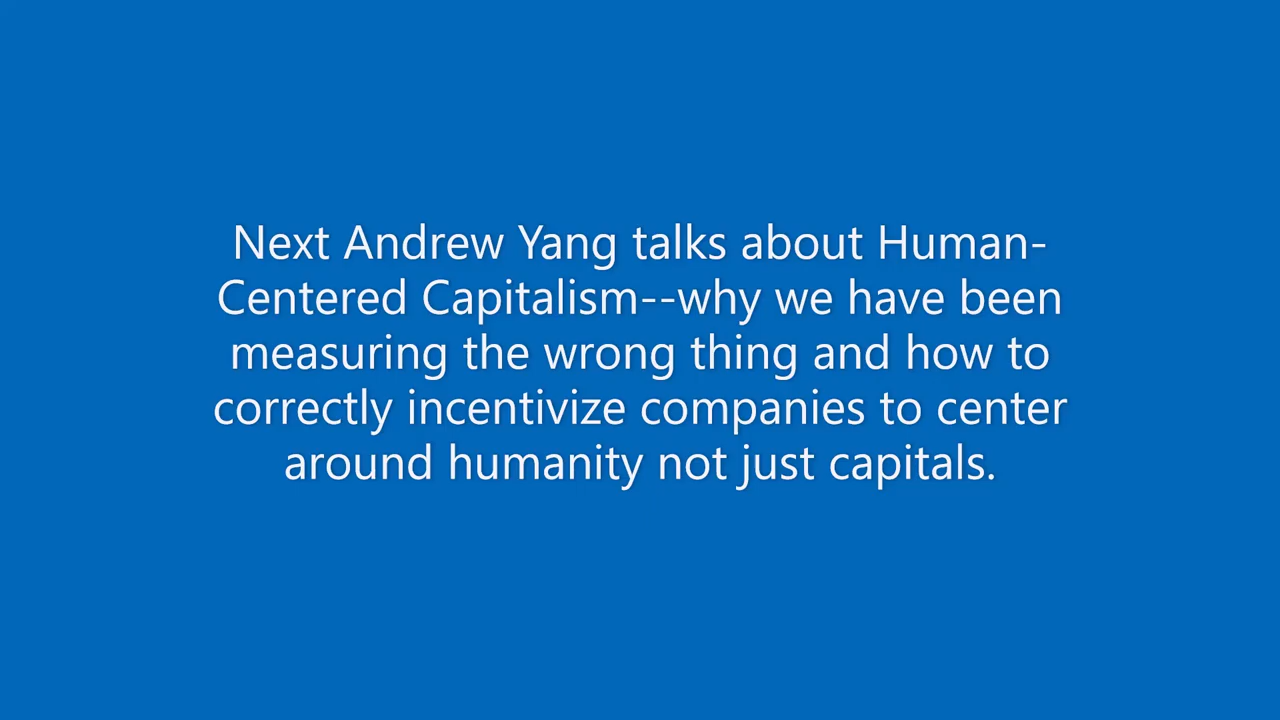 Next Andrew Yang talks about Human-
Centered Capitalism--why we have been
measuring the wrong thing and how to
correctly incentivize companies to center
around humanity not just capitals.